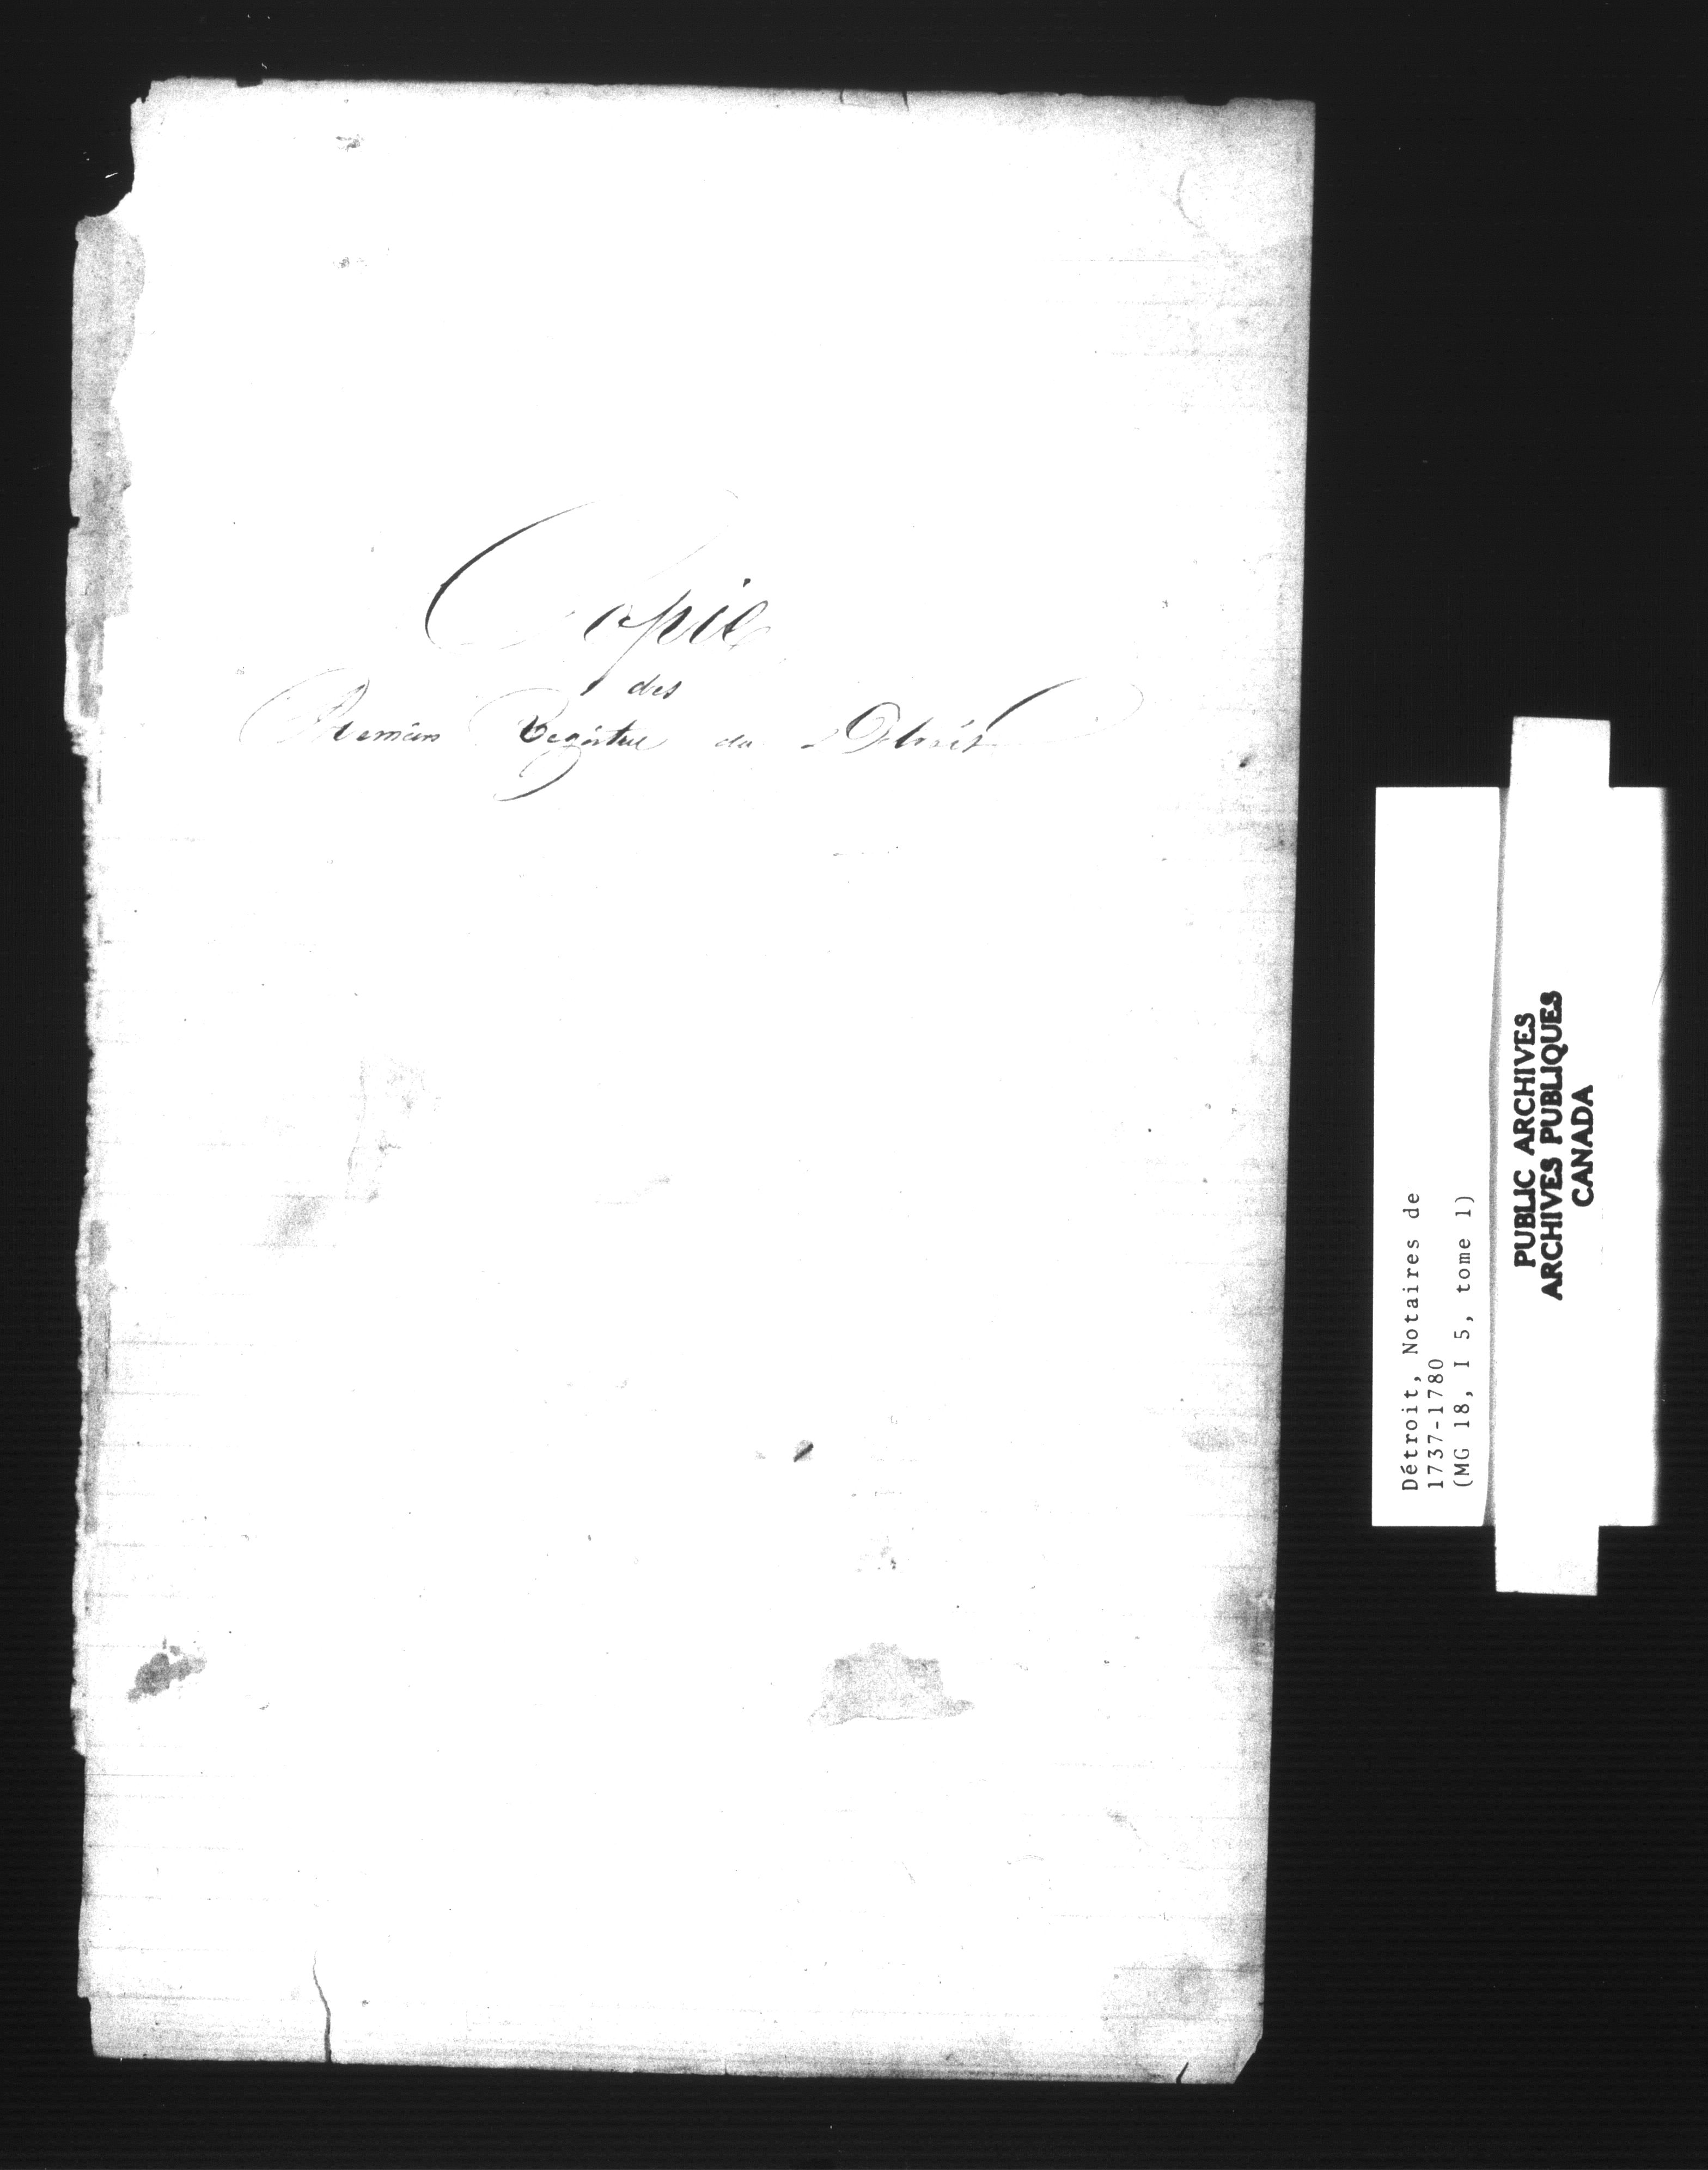 Copie
des
Premiers Registre du Détroit
Détroit, Notaires de
1737-1780
(MG 18, I 5, tome 1)
PUBLIC ARCHIVES
ARCHIVES PUBLIQUES
CANADA